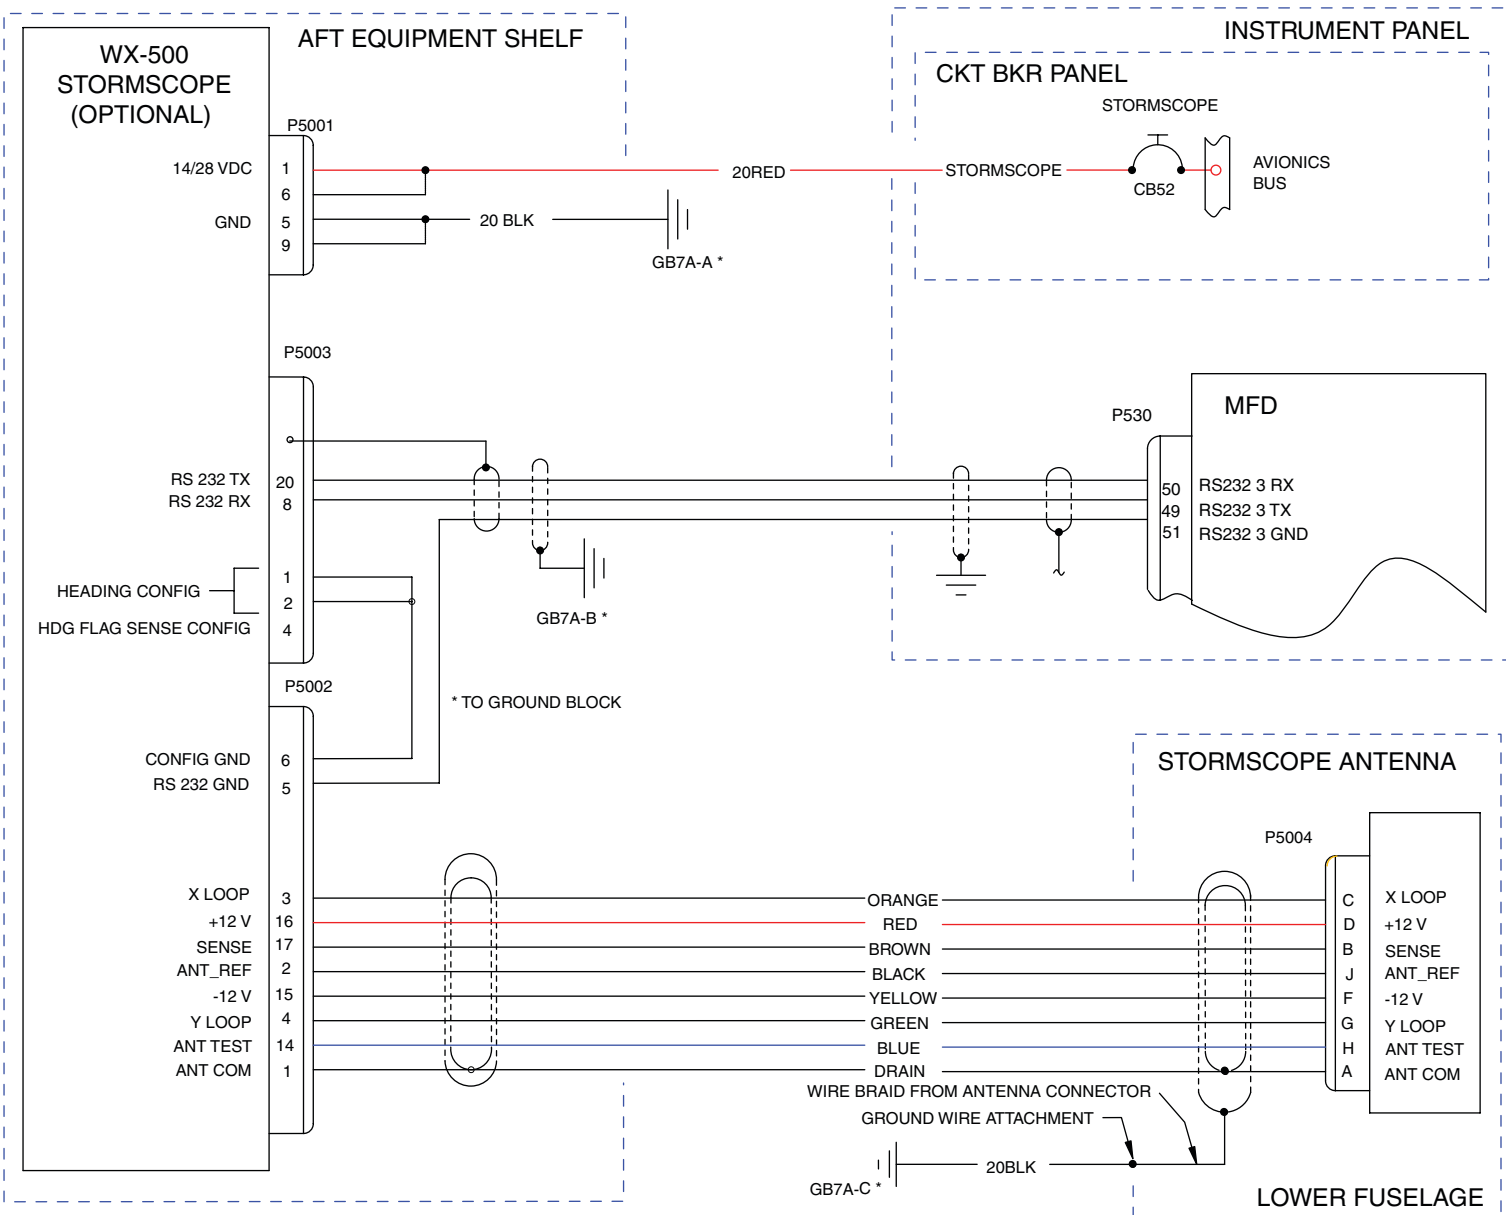 AFT EQUIPMENT SHELF
WX-500
STORMSCOPE
(OPTIONAL)
P5001
14/28 VDC
1
6
GND
5
9
20RED
20 BLK
GB7A-A *
INSTRUMENT PANEL
CKT BKR PANEL
STORMSCOPE
STORMSCOPE
CB52
AVIONICS
BUS
P5003
RS 232 TX
20
RS 232 RX
8
HEADING CONFIG
1
2
HDG FLAG SENSE CONFIG
4
GB7A-B *
P530
MFD
50
RS232 3 RX
49
RS232 3 TX
51
RS232 3 GND
P5002
* TO GROUND BLOCK
CONFIG GND
6
RS 232 GND
5
STORMSCOPE ANTENNA
P5004
X LOOP 3 ORANGE C X LOOP
+12 V 16 RED D +12 V
SENSE 17 BROWN B SENSE
ANT_REF 2 BLACK J ANT_REF
-12 V 15 YELLOW F -12 V
Y LOOP 4 GREEN G Y LOOP
ANT TEST 14 BLUE H ANT TEST
ANT COM 1 DRAIN A ANT COM
WIRE BRAID FROM ANTENNA CONNECTOR
GROUND WIRE ATTACHMENT
20BLK
GB7A-C *
LOWER FUSELAGE